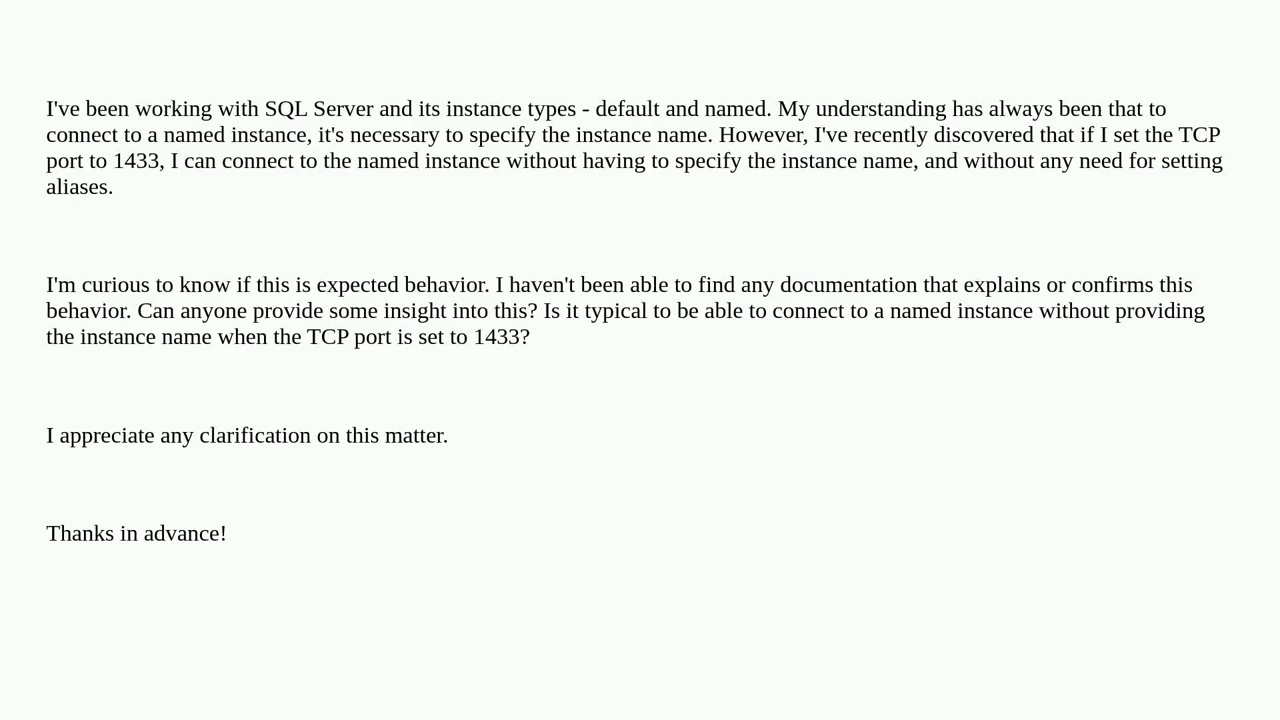 I've been working with SQL Server and its instance types - default and named. My understanding has always been that to
connect to a named instance, it's necessary to specify the instance name. However, I've recently discovered that if I set the TCP
port to 1433, I can connect to the named instance without having to specify the instance name, and without any need for setting
aliases.
I'm curious to know if this is expected behavior. I haven't been able to find any documentation that explains or confirms this
behavior. Can anyone provide some insight into this? Is it typical to be able to connect to a named instance without providing
the instance name when the TCP port is set to 1433?
I appreciate any clarification on this matter.
Thanks in advance!